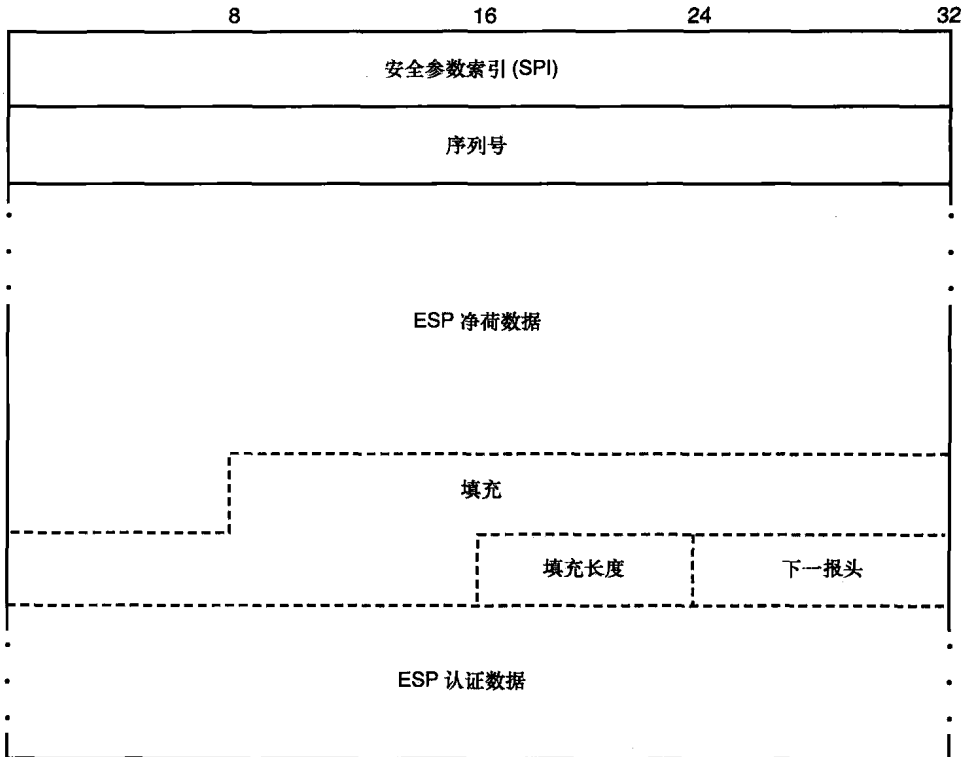 8 16 24 32
安全参数索引 (SPI)
序列号
ESP 净荷数据
填充
填充长度 下一报头
ESP 认证数据